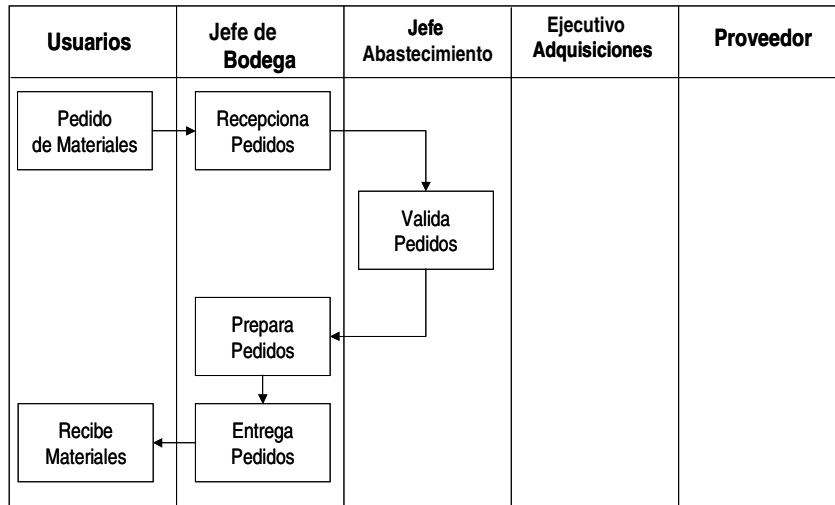 Usuarios
Jefe de
Bodega
Jefe
Abastecimiento
Ejecutivo
Adquisiciones
Proveedor
Pedido
de Materiales
Recepciona
Pedidos
Valida
Pedidos
Prepara
Pedidos
Recibe
Materiales
Entrega
Pedidos